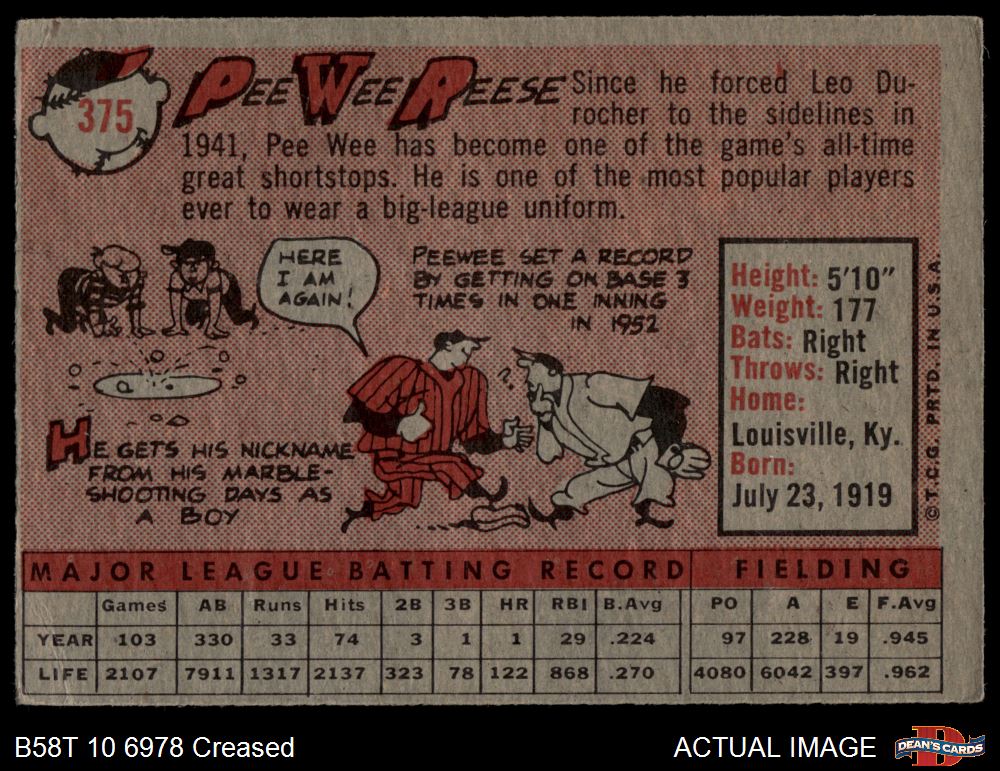 375
PEE WEE REESE Since he forced Leo Du-
rocher to the sidelines in
1941, Pee Wee has become one of the game's all-time
great shortstops. He is one of the most popular players
ever to wear a big-league uniform.
HERE
I AM
AGAIN!
PEEWEE SET A RECORD
BY GETTING ON BASE 3
TIMES IN ONE INNING
IN 1952
?
HE GETS HIS NICKNAME
FROM HIS MARBLE-
SHOOTING DAYS AS
A BOY
Height: 5'10"
Weight: 177
Bats: Right
Throws: Right
Home:
Louisville, Ky.
Born:
July 23, 1919
©T.C.G. PRTD. IN U.S.A.
MAJOR LEAGUE BATTING RECORD FIELDING
Games AB Runs Hits 2B 3B HR RBI B.Avg PO A E F.Avg
YEAR 103 330 33 74 3 1 1 29 .224 97 228 19 .945
LIFE 2107 7911 1317 2137 323 78 122 868 .270 4080 6042 397 .962
B58T 10 6978 Creased ACTUAL IMAGE DEAN'S CARDS